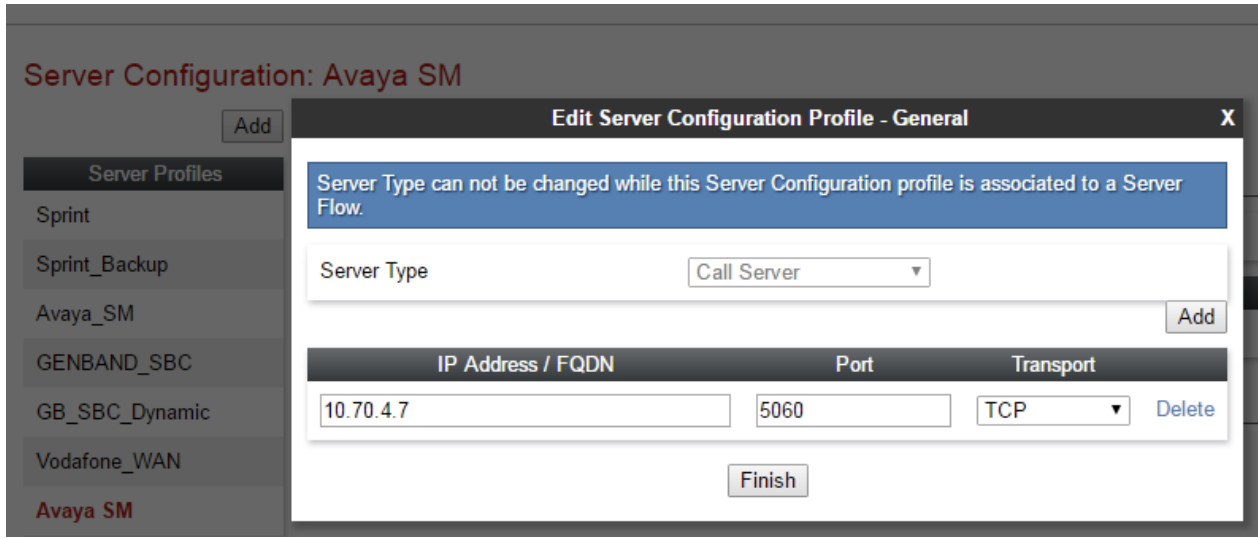 Server Configuration: Avaya SM
Add
Server Profiles
Sprint
Sprint_Backup
Avaya_SM
GENBAND_SBC
GB_SBC_Dynamic
Vodafone_WAN
Avaya SM
Edit Server Configuration Profile - General
X
Server Type can not be changed while this Server Configuration profile is associated to a Server
Flow.
Server Type
Call Server
Add
IP Address / FQDN Port Transport
10.70.4.7 5060 TCP Delete
Finish